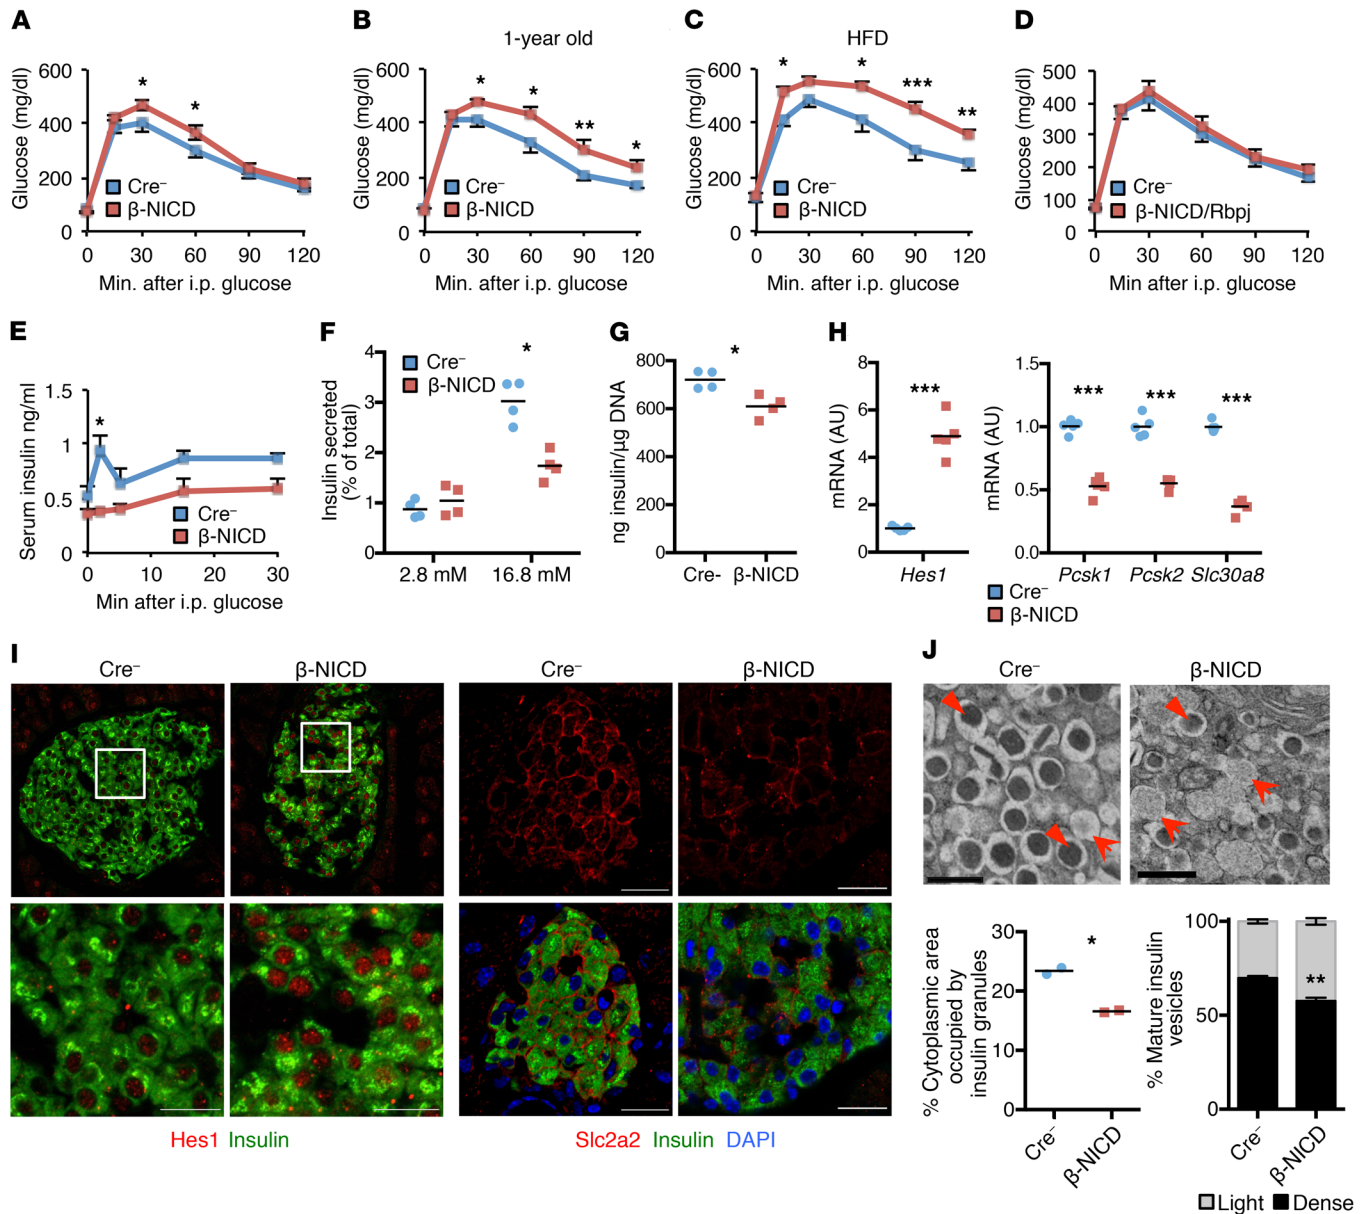 A
Glucose (mg/dl)
600
400
200
0
*
*
Cre⁻
β-NICD
0 30 60 90 120
Min. after i.p. glucose
B
1-year old
Glucose (mg/dl)
600
400
200
0
*
*
**
*
Cre⁻
β-NICD
0 30 60 90 120
Min. after i.p. glucose
C
HFD
Glucose (mg/dl)
600
400
200
0
*
*
***
**
Cre⁻
β-NICD
0 30 60 90 120
Min. after i.p. glucose
D
Glucose (mg/dl)
500
400
300
200
100
0
Cre⁻
β-NICD/Rbpj
0 30 60 90 120
Min after i.p. glucose
E
Serum insulin ng/ml
1.5
1
0.5
0
*
Cre⁻
β-NICD
0 10 20 30
Min after i.p. glucose
F
Insulin secreted
(% of total)
4
3
2
1
0
Cre⁻
β-NICD
*
2.8 mM 16.8 mM
G
ng insulin/µg DNA
800
600
400
200
0
*
Cre- β-NICD
H
mRNA (AU)
8
6
4
2
0
***
Hes1
mRNA (AU)
1.5
1.0
0.5
0.0
***
***
***
Pcsk1 Pcsk2 Slc30a8
Cre⁻
β-NICD
I
Cre⁻ β-NICD Cre⁻ β-NICD
Hes1 Insulin
Slc2a2 Insulin DAPI
J
Cre⁻ β-NICD
% Cytoplasmic area
occupied by
insulin granules
30
20
10
0
*
Cre⁻ β-NICD
% Mature insulin
vesicles
100
50
0
**
Cre⁻ β-NICD
Light Dense